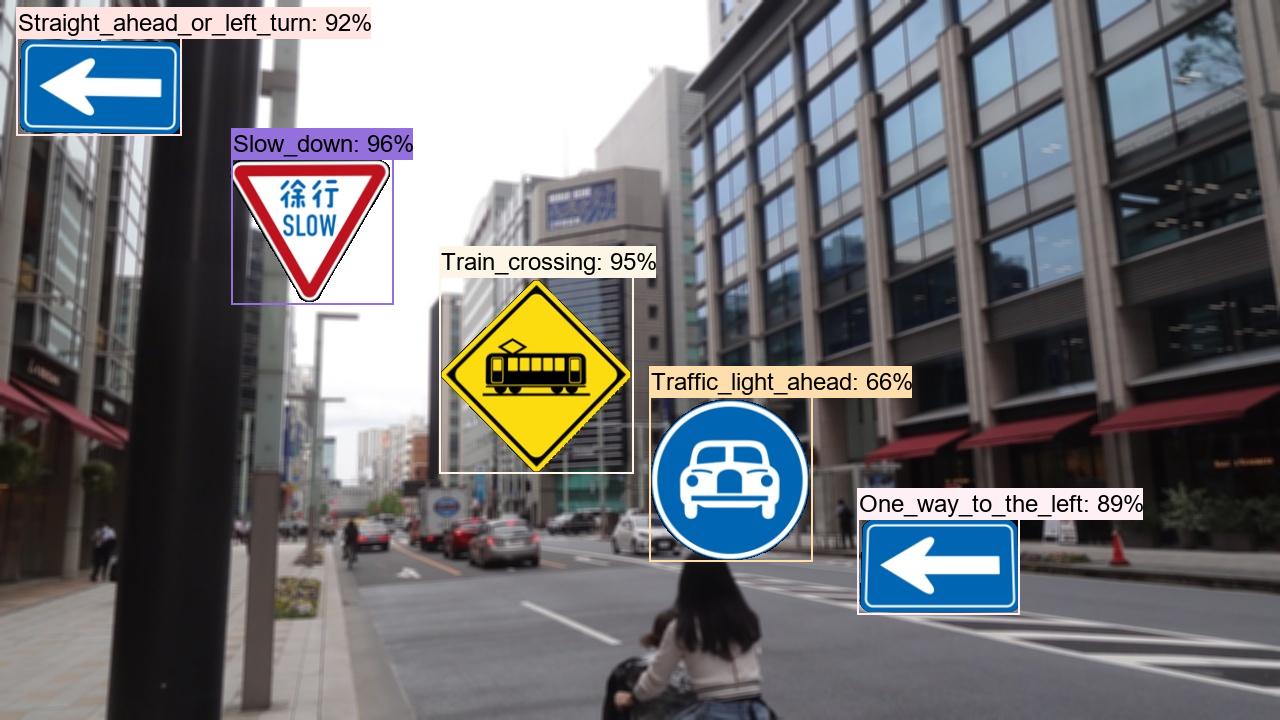 Straight_ahead_or_left_turn: 92%
Slow_down: 96%
徐行
SLOW
Train_crossing: 95%
Traffic_light_ahead: 66%
One_way_to_the_left: 89%